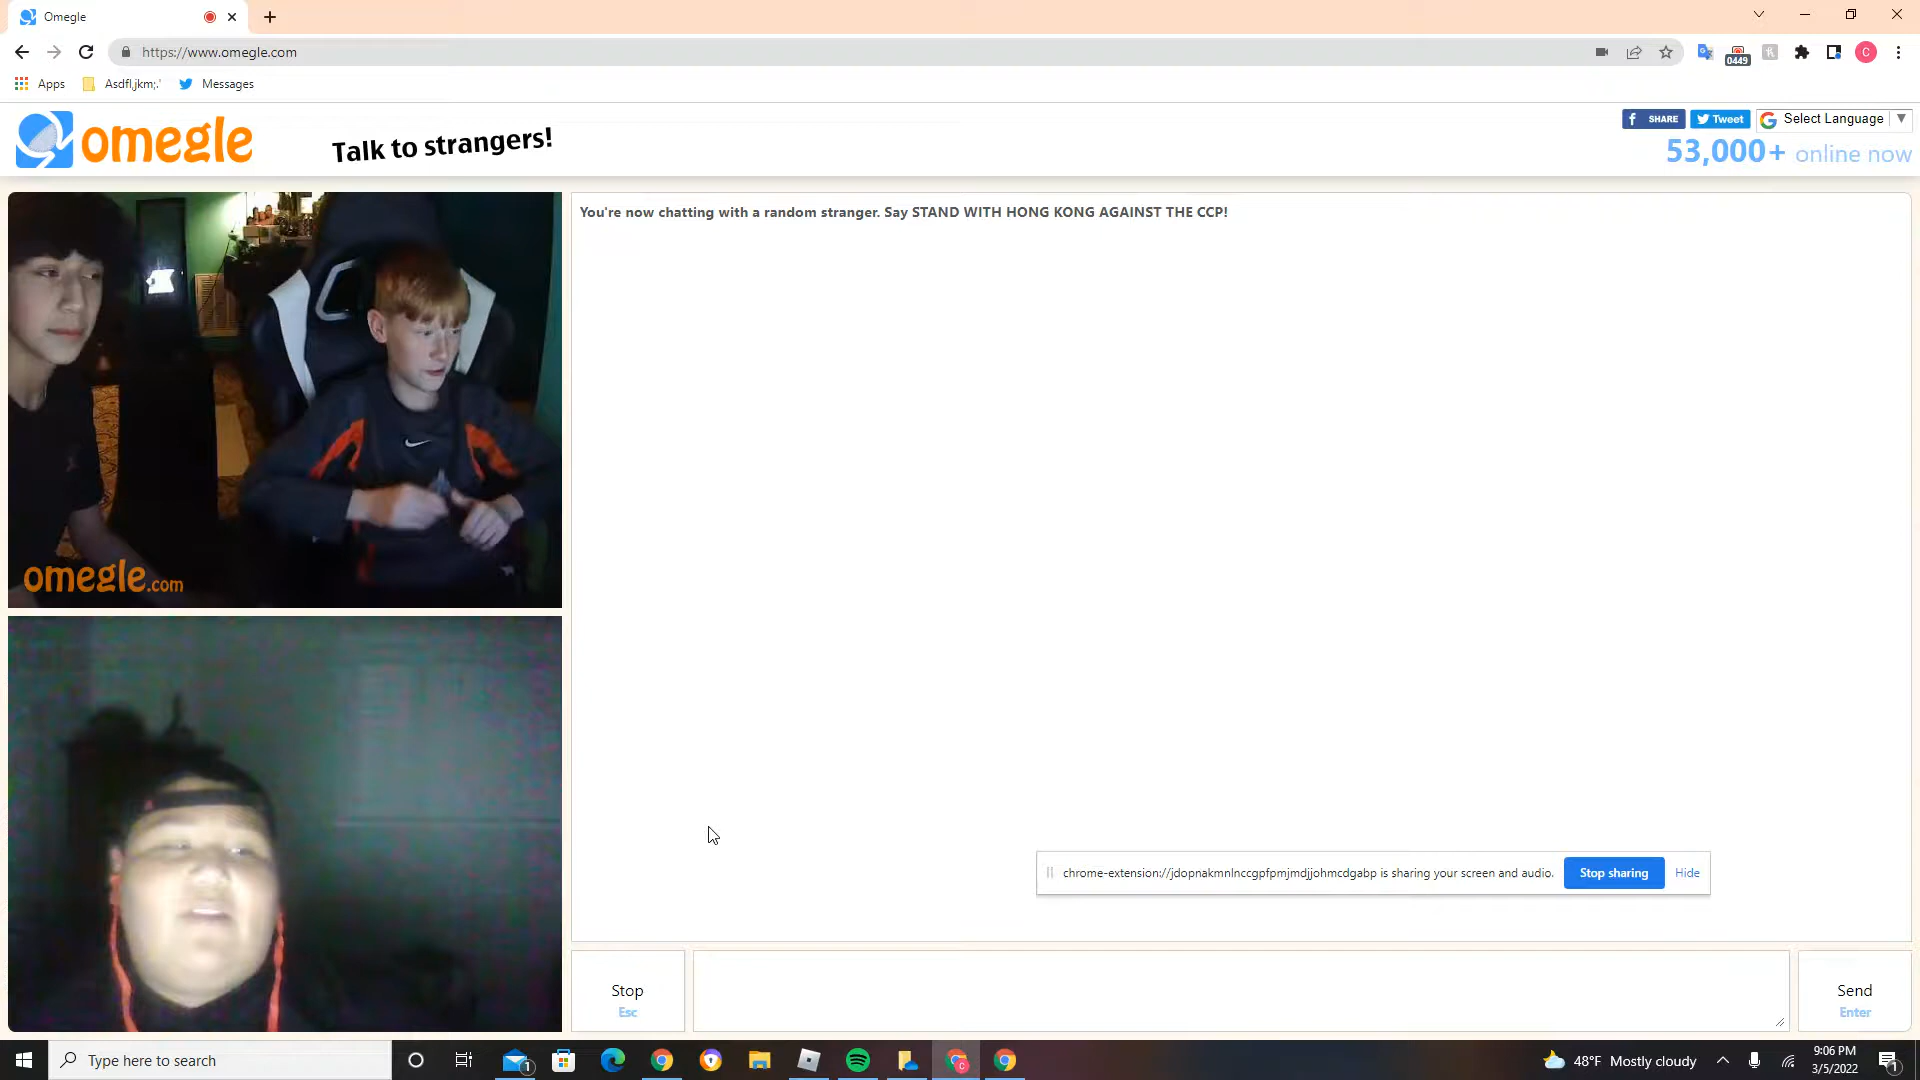 Omegle
https://www.omegle.com
0449
C
Apps
Asdfl,jkm;.'
Messages
omegle
Talk to strangers!
f SHARE
Tweet
G Select Language ▼
53,000+ online now
You're now chatting with a random stranger. Say STAND WITH HONG KONG AGAINST THE CCP!
omegle.com
chrome-extension://jdopnakmnlnccgpfpmjmdjjohmcdgabp is sharing your screen and audio.
Stop sharing
Hide
Stop
Esc
Send
Enter
Type here to search
1
48°F Mostly cloudy
9:06 PM
3/5/2022
1